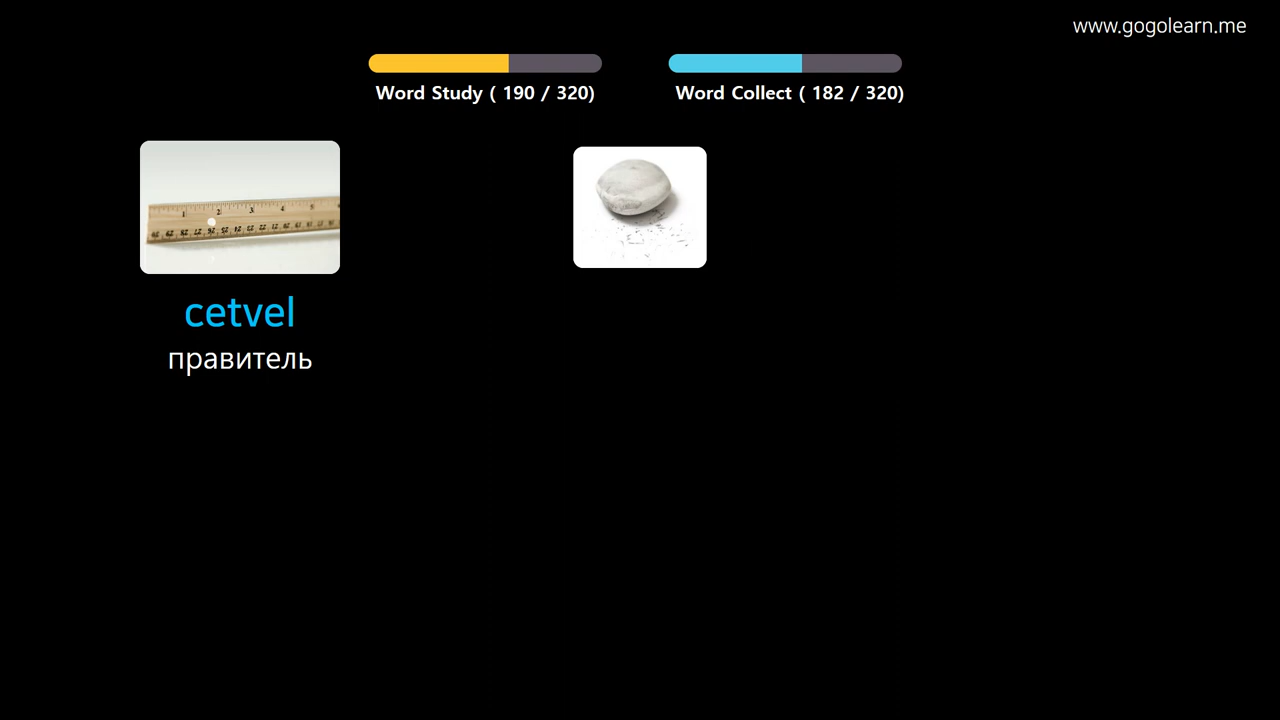 www.gogolearn.me
Word Study ( 190 / 320)
Word Collect ( 182 / 320)
cetvel
правитель